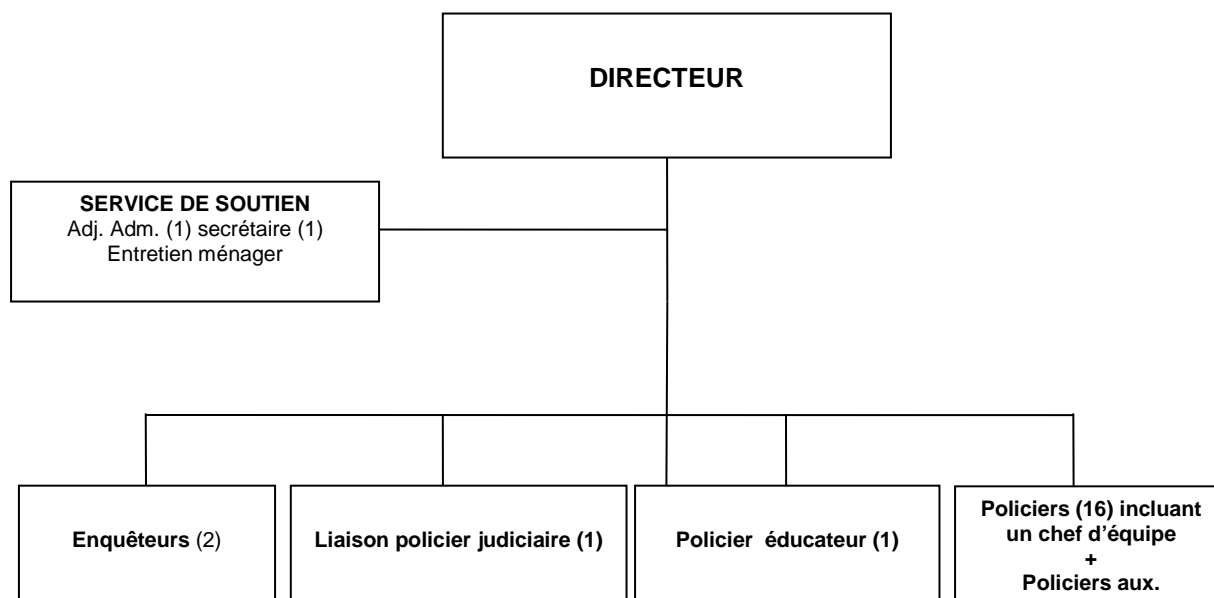 DIRECTEUR
SERVICE DE SOUTIEN
Adj. Adm. (1) secrétaire (1)
Entretien ménager
Enquêteurs (2)
Liaison policier judiciaire (1)
Policier éducateur (1)
Policiers (16) incluant
un chef d’équipe
+
Policiers aux.